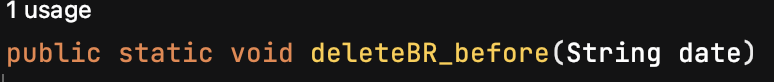 1 usage
public static void deleteBR_before(String date)